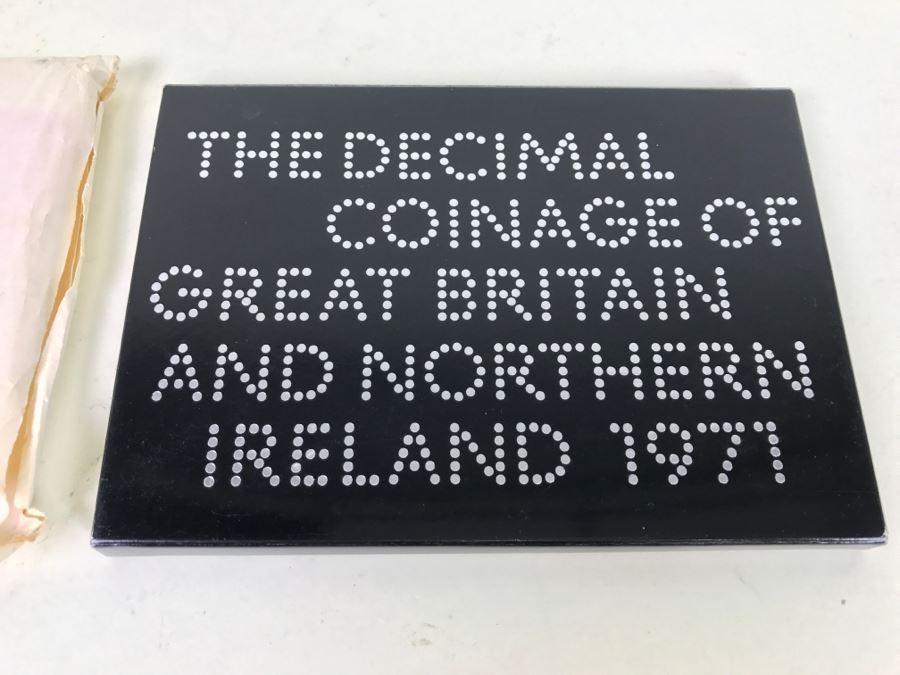 THE DECIMAL
COINAGE OF
GREAT BRITAIN
AND NORTHERN
IRELAND 1971